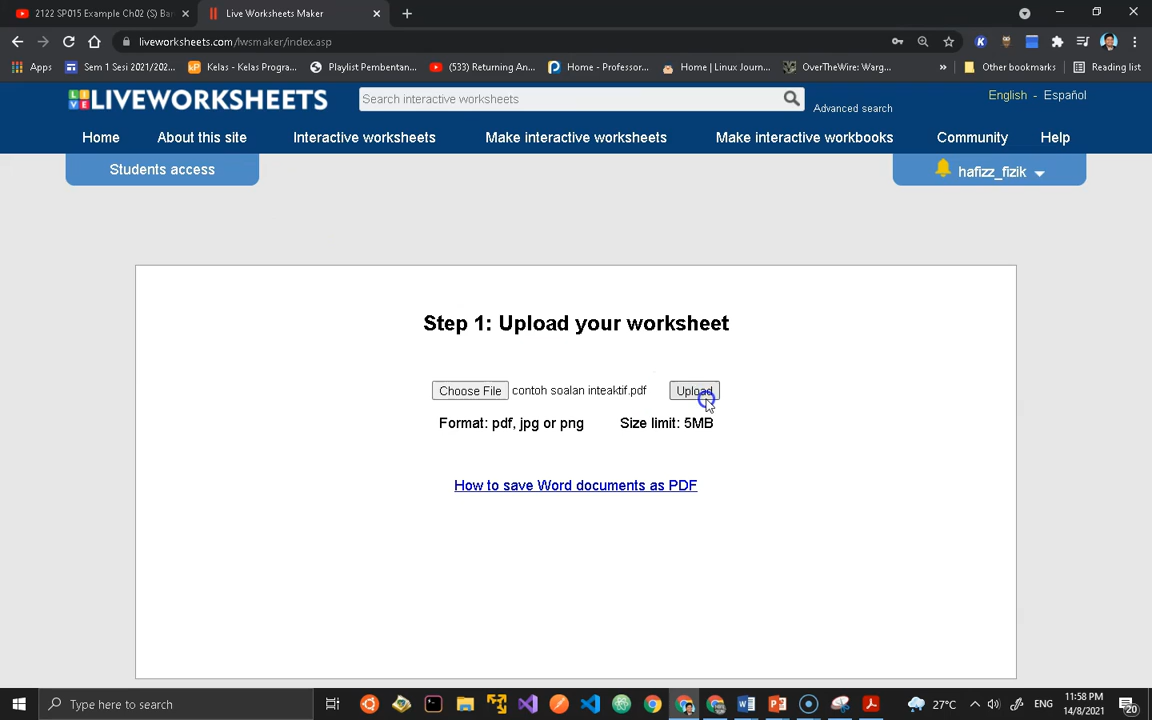 2122 SP015 Example Ch02 (S) Ba
Live Worksheets Maker
liveworksheets.com/lwsmaker/index.asp
Apps
Sem 1 Sesi 2021/202...
Kelas - Kelas Progra...
Playlist Pembentan...
(533) Returning An...
Home - Professor...
Home | Linux Journ...
OverTheWire: Warg...
»
Other bookmarks
Reading list
LIVEWORKSHEETS
Search interactive worksheets
Advanced search
English - Español
Home
About this site
Interactive worksheets
Make interactive worksheets
Make interactive workbooks
Community
Help
Students access
hafizz_fizik
Step 1: Upload your worksheet
Choose File contoh soalan inteaktif.pdf
Upload
Format: pdf, jpg or png
Size limit: 5MB
How to save Word documents as PDF
Type here to search
27°C
ENG
11:58 PM
14/8/2021
20